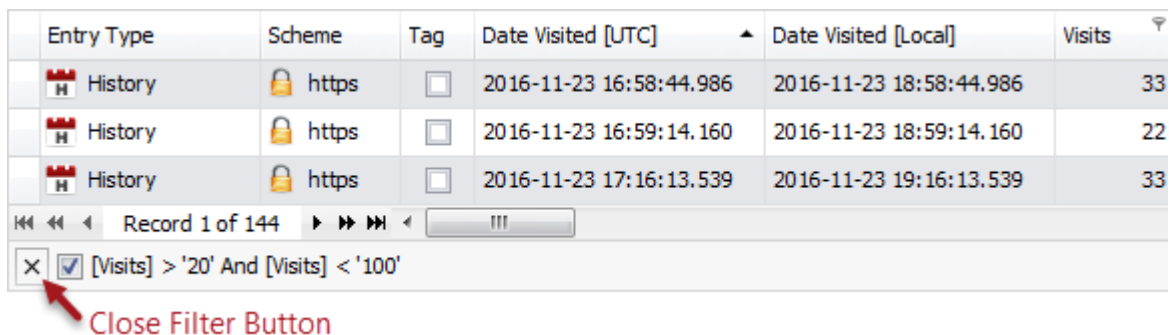 Entry Type Scheme Tag Date Visited [UTC] Date Visited [Local] Visits
H History https 2016-11-23 16:58:44.986 2016-11-23 18:58:44.986 33
H History https 2016-11-23 16:59:14.160 2016-11-23 18:59:14.160 22
H History https 2016-11-23 17:16:13.539 2016-11-23 19:16:13.539 33
Record 1 of 144
[Visits] > '20' And [Visits] < '100'
Close Filter Button